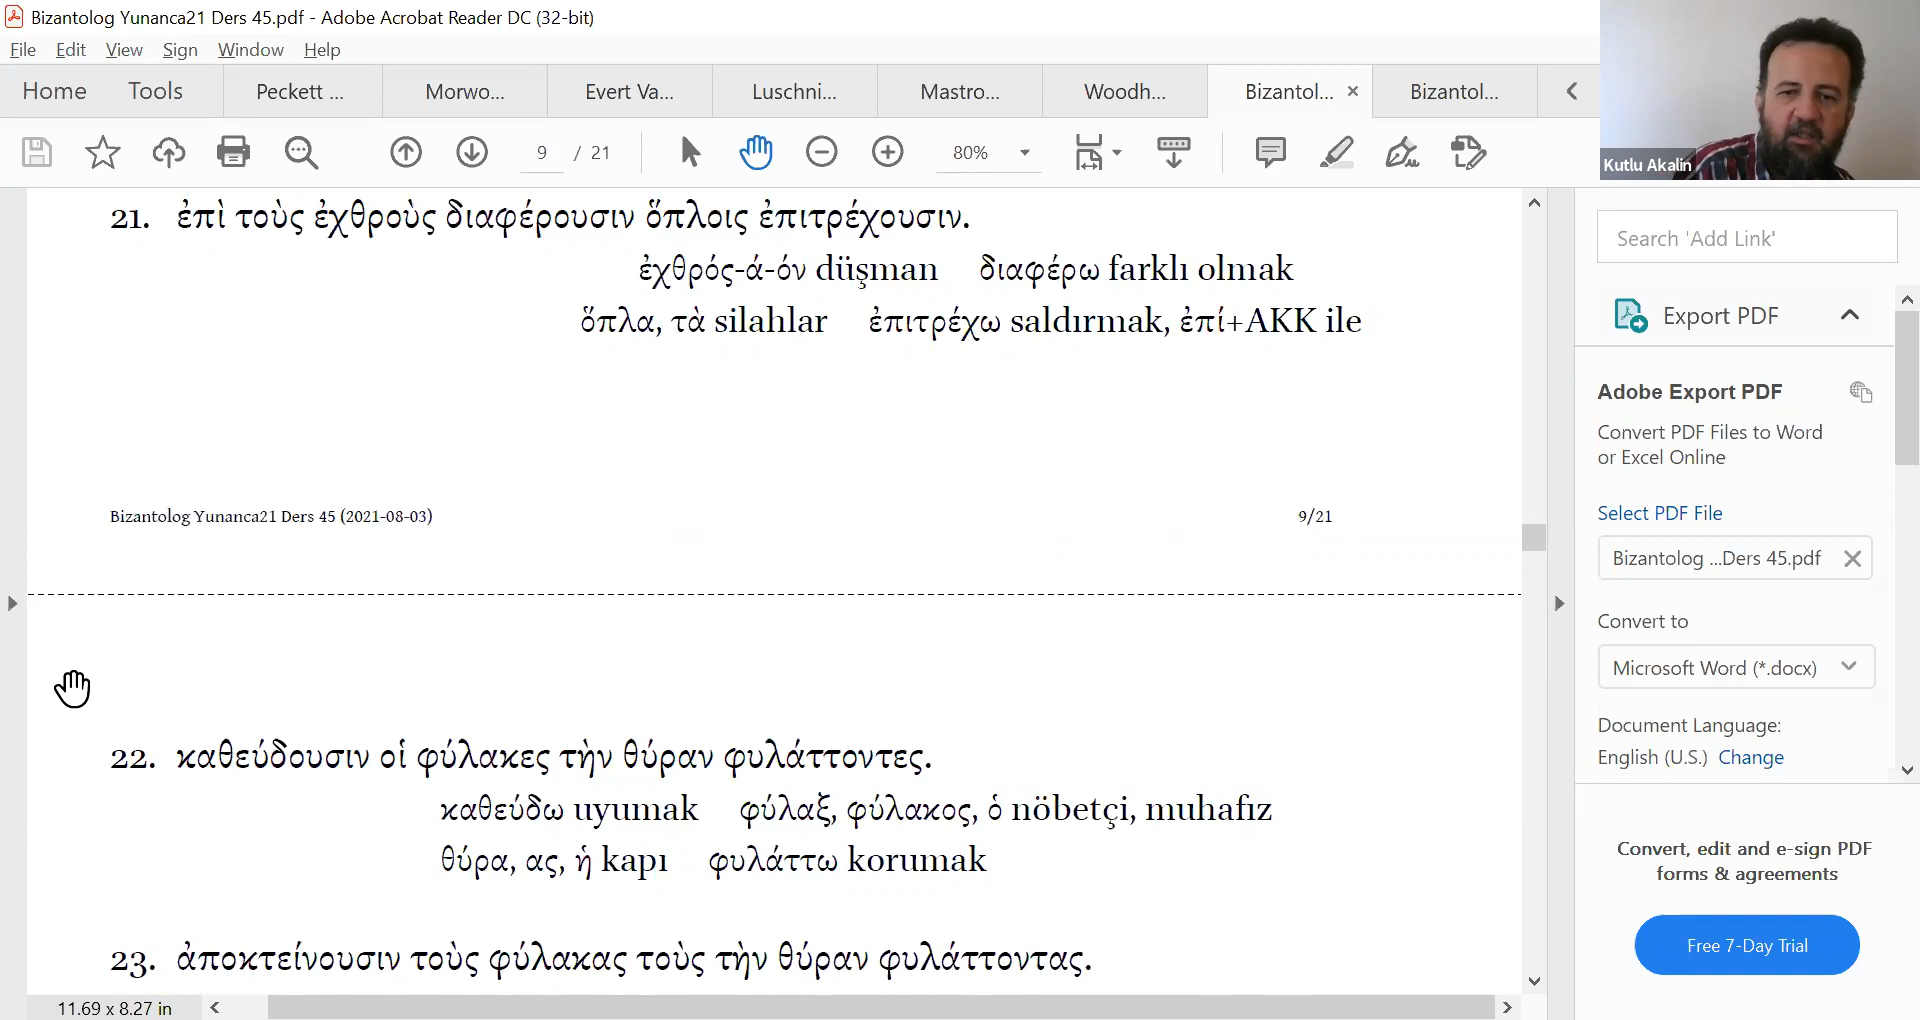 Bizantolog Yunanca21 Ders 45.pdf - Adobe Acrobat Reader DC (32-bit)
File Edit View Sign Window Help
Home Tools Peckett ... Morwo... Evert Va... Luschni... Mastro... Woodh... Bizantol... Bizantol...
9 / 21 80%
Kutlu Akalin
21. ἐπὶ τοὺς ἐχθροὺς διαφέρουσιν ὅπλοις ἐπιτρέχουσιν.
ἐχθρός-ά-όν düşman διαφέρω farklı olmak
ὅπλα, τὰ silahlar ἐπιτρέχω saldırmak, ἐπί+AKK ile
Bizantolog Yunanca21 Ders 45 (2021-08-03) 9/21
22. καθεύδουσιν οἱ φύλακες τὴν θύραν φυλάττοντες.
καθεύδω uyumak φύλαξ, φύλακος, ὁ nöbetçi, muhafız
θύρα, ας, ἡ kapı φυλάττω korumak
23. ἀποκτείνουσιν τοὺς φύλακας τοὺς τὴν θύραν φυλάττοντας.
11.69 x 8.27 in
Search 'Add Link'
Export PDF
Adobe Export PDF
Convert PDF Files to Word
or Excel Online
Select PDF File
Bizantolog ...Ders 45.pdf
Convert to
Microsoft Word (*.docx)
Document Language:
English (U.S.) Change
Convert, edit and e-sign PDF
forms & agreements
Free 7-Day Trial